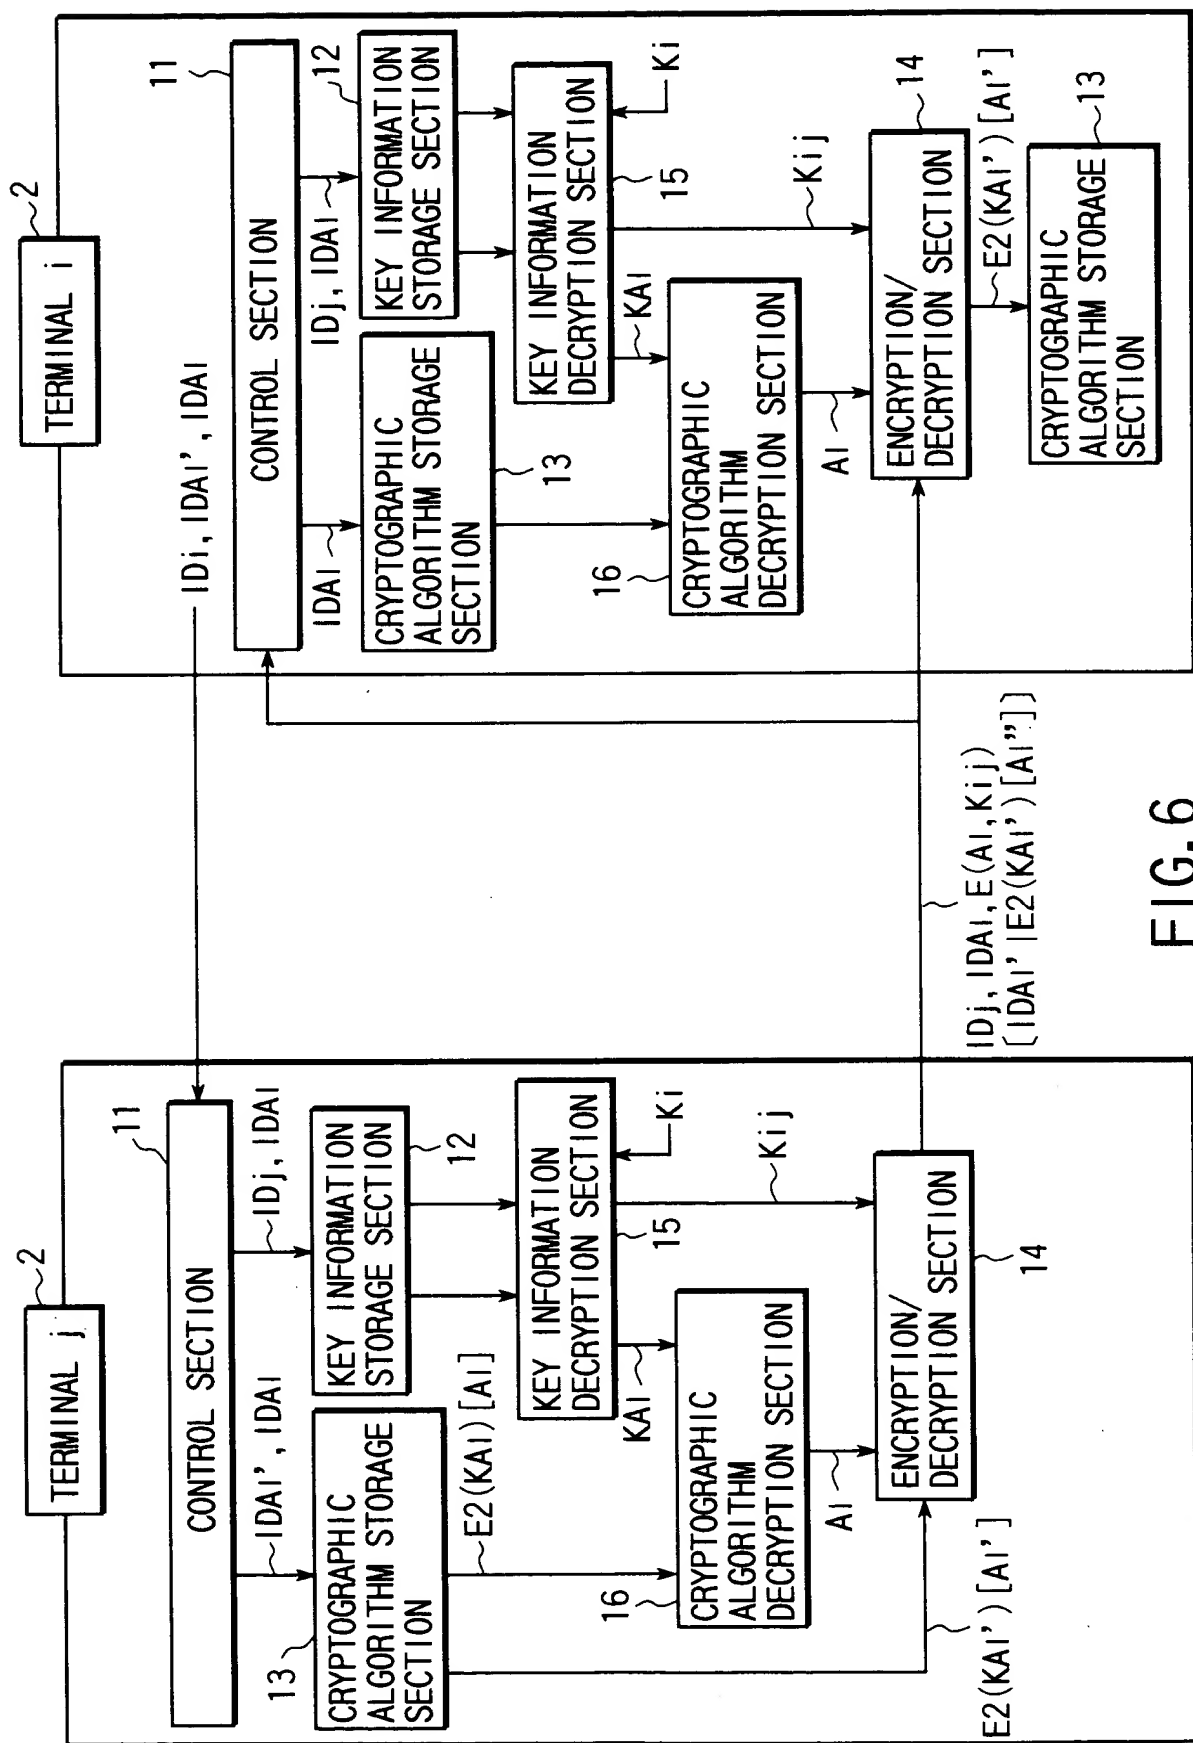 TERMINAL j
2
CONTROL SECTION
11
IDAI', IDAI
IDj, IDAI
13
CRYPTOGRAPHIC
ALGORITHM STORAGE
SECTION
KEY INFORMATION
STORAGE SECTION
12
E2(KAI)[AI]
KEY INFORMATION
DECRYPTION SECTION
15
Ki
KAI
Kij
16
CRYPTOGRAPHIC
ALGORITHM
DECRYPTION SECTION
AI
ENCRYPTION/
DECRYPTION SECTION
14
E2(KAI')[AI']
IDi, IDAI', IDAI
IDj, IDAI, E(AI, Kij)
[IDAI' | E2(KAI')[AI"]]
TERMINAL i
2
CONTROL SECTION
11
IDAI
IDj, IDAI
CRYPTOGRAPHIC
ALGORITHM STORAGE
SECTION
13
KEY INFORMATION
STORAGE SECTION
12
KEY INFORMATION
DECRYPTION SECTION
15
Ki
KAI
Kij
16
CRYPTOGRAPHIC
ALGORITHM
DECRYPTION SECTION
AI
ENCRYPTION/
DECRYPTION SECTION
14
E2(KAI')[AI']
CRYPTOGRAPHIC
ALGORITHM STORAGE
SECTION
13
FIG. 6